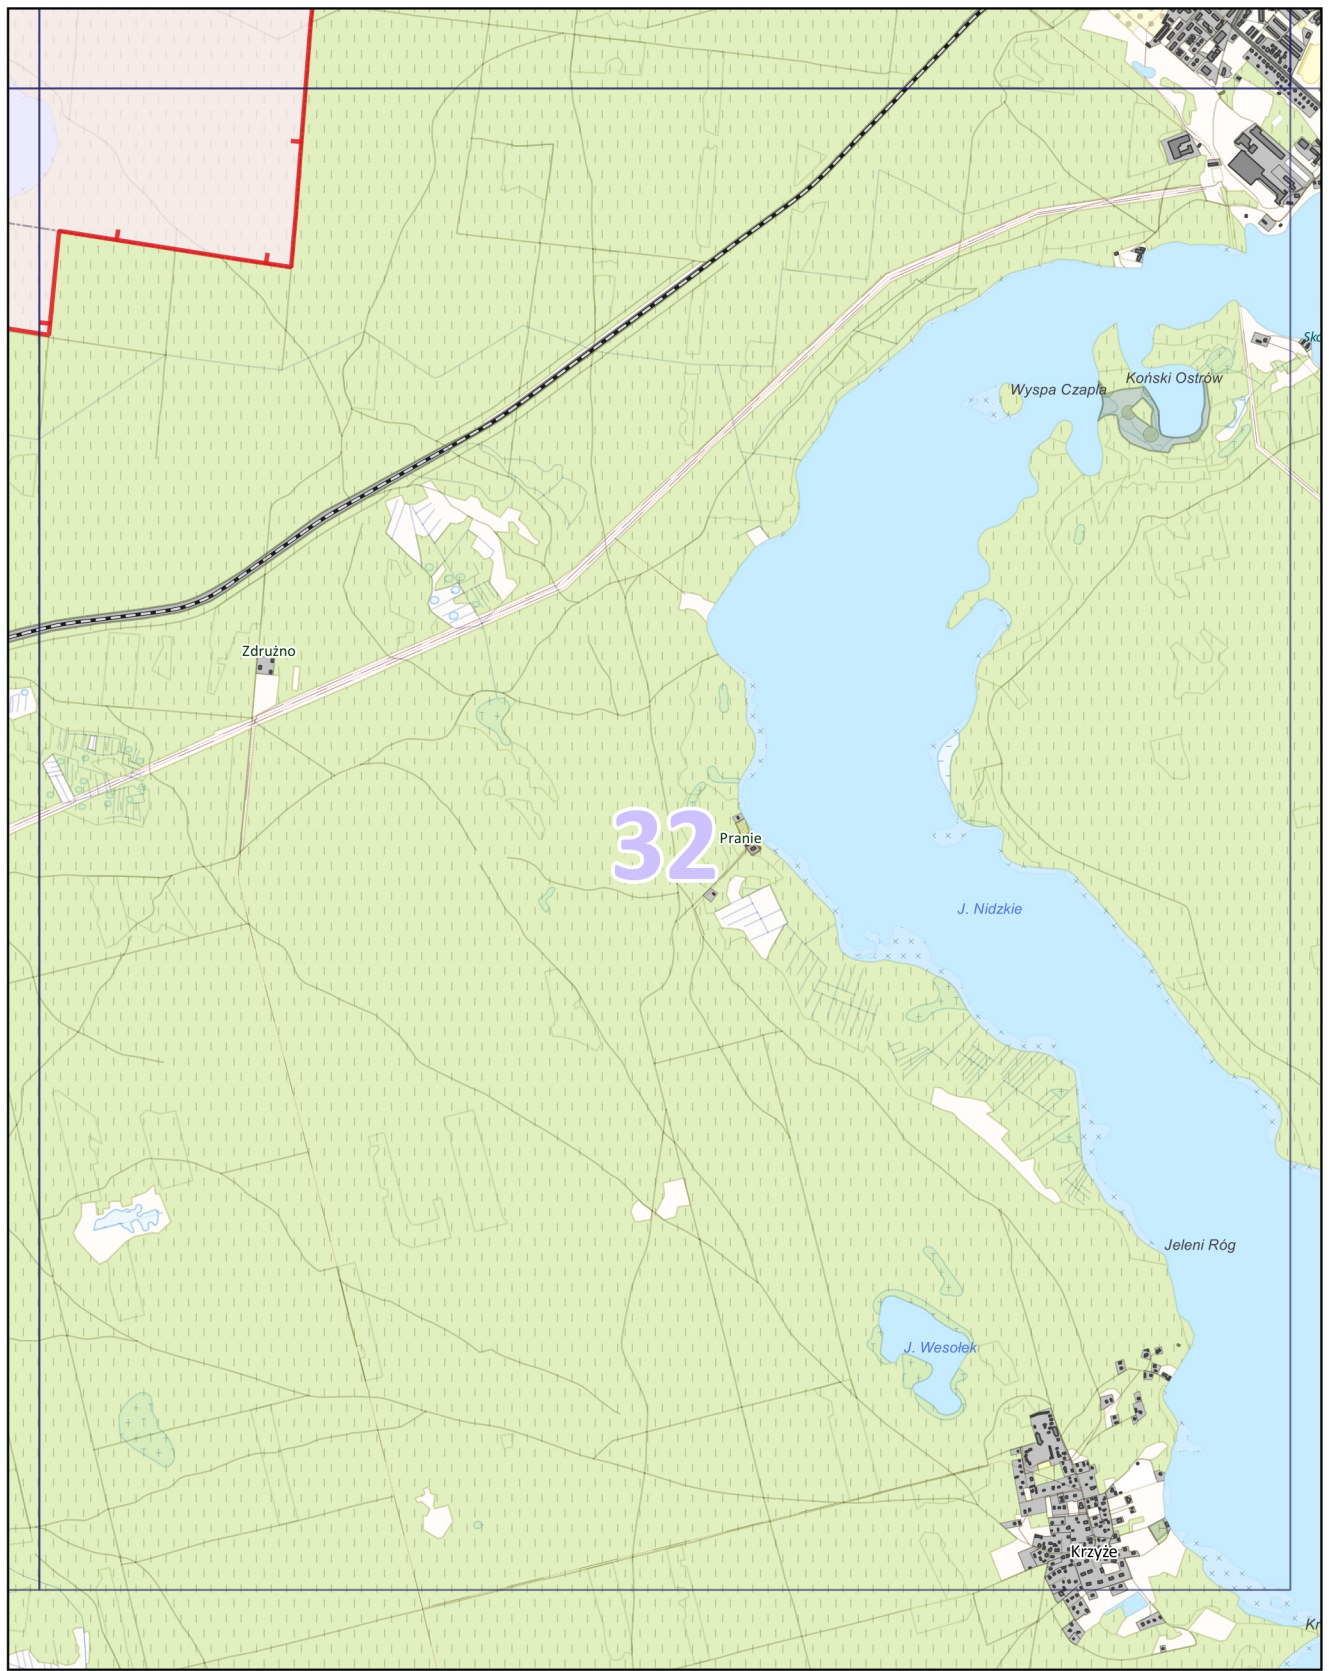 Wyspa Czapla
Koński Ostrów
Zdrużno
32
Pranie
J. Nidzkie
Jeleni Róg
J. Wesołek
Krzyże